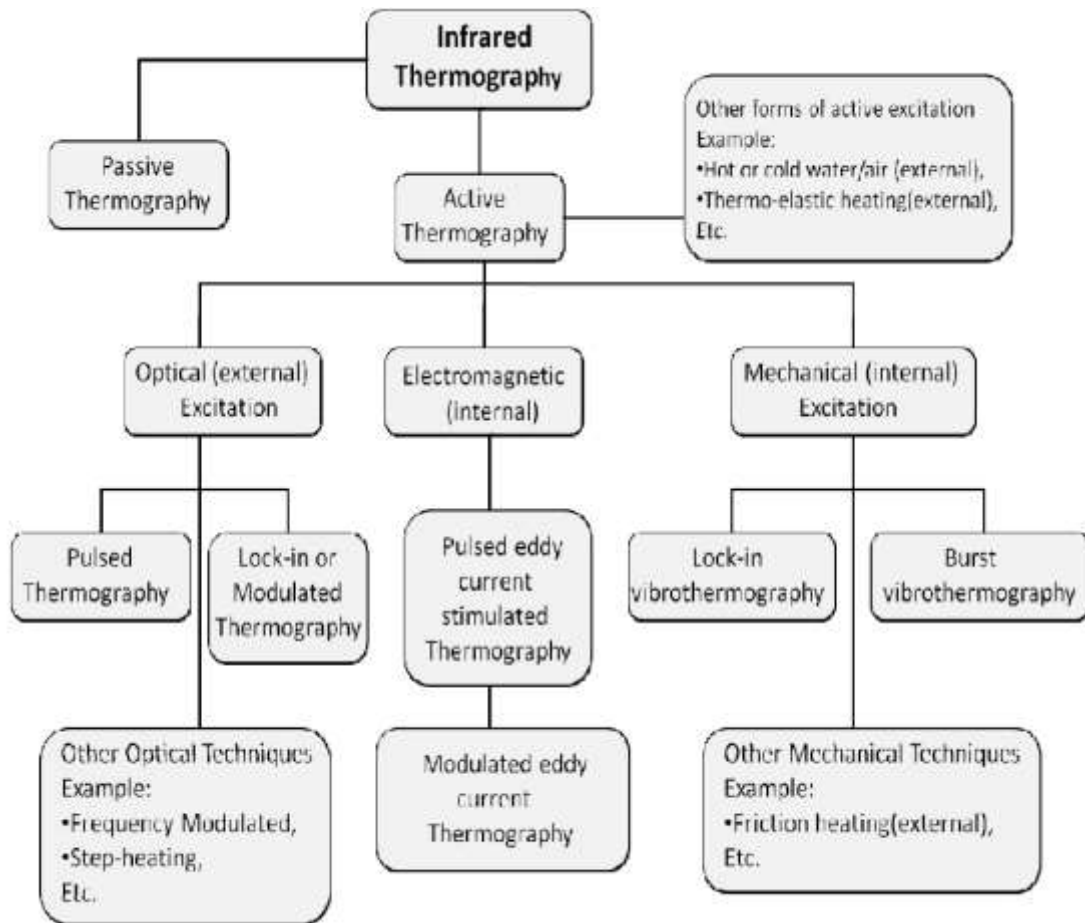 Infrared
Thermography
Passive
Thermography
Active
Thermography
Other forms of active excitation
Example:
•Hot or cold water/air (external),
•Thermo-elastic heating(external),
Etc.
Optical (external)
Excitation
Electromagnetic
(internal)
Mechanical (internal)
Excitation
Pulsed
Thermography
Lock-in or
Modulated
Thermography
Pulsed eddy
current
stimulated
Thermography
Lock-in
vibrothermography
Burst
vibrothermography
Other Optical Techniques
Example:
•Frequency Modulated,
•Step-heating,
Etc.
Modulated eddy
current
Thermography
Other Mechanical Techniques
Example:
•Friction heating(external),
Etc.